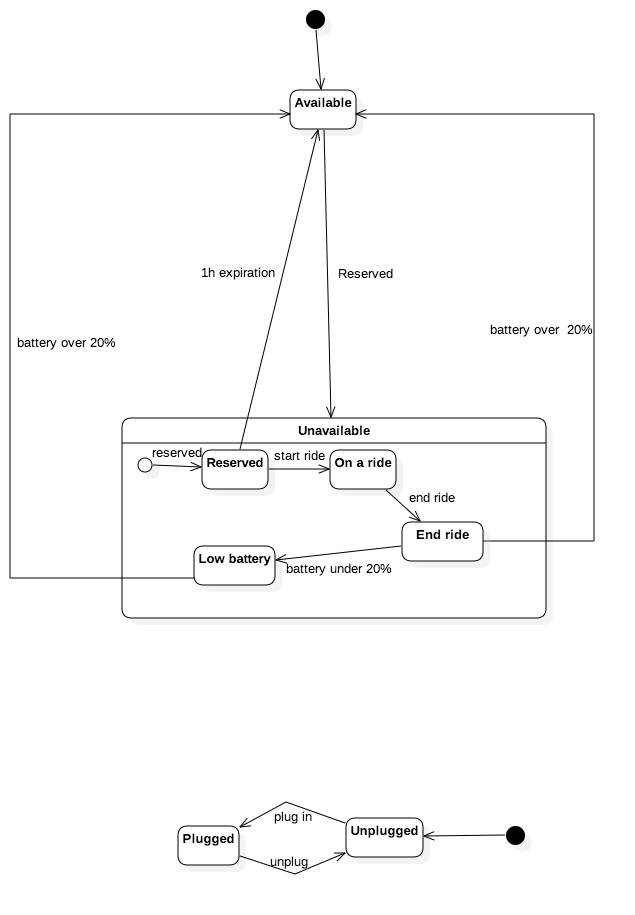 Available
1h expiration
Reserved
battery over 20%
battery over  20%
Unavailable
reserved
Reserved
start ride
On a ride
end ride
End ride
Low battery
battery under 20%
plug in
Plugged
Unplugged
unplug